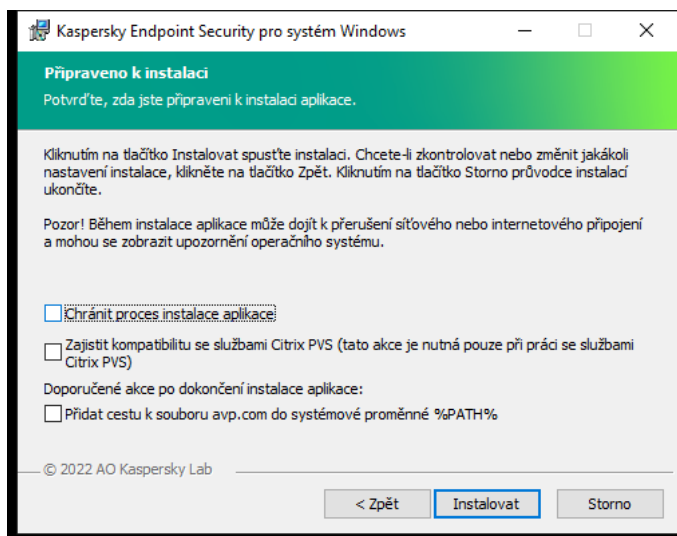 Kaspersky Endpoint Security pro systém Windows
Připraveno k instalaci
Potvrďte, zda jste připraveni k instalaci aplikace.
Kliknutím na tlačítko Instalovat spusťte instalaci. Chcete-li zkontrolovat nebo změnit jakákoli
nastavení instalace, klikněte na tlačítko Zpět. Kliknutím na tlačítko Storno průvodce instalací
ukončíte.
Pozor! Během instalace aplikace může dojít k přerušení síťového nebo internetového připojení
a mohou se zobrazit upozornění operačního systému.
Chránit proces instalace aplikace
Zajistit kompatibilitu se službami Citrix PVS (tato akce je nutná pouze při práci se službami
Citrix PVS)
Doporučené akce po dokončení instalace aplikace:
Přidat cestu k souboru avp.com do systémové proměnné %PATH%
© 2022 AO Kaspersky Lab
< Zpět Instalovat Storno